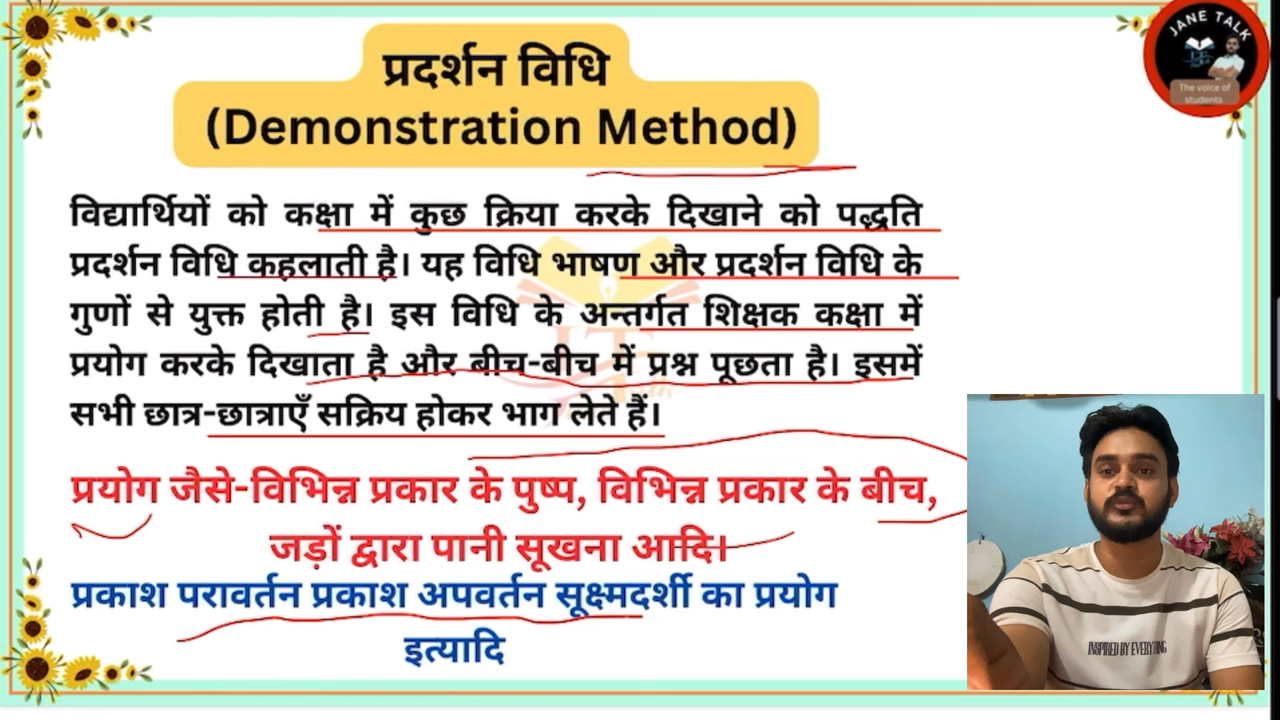 प्रदर्शन विधि
(Demonstration Method)
विद्यार्थियों को कक्षा में कुछ क्रिया करके दिखाने को पद्धति
प्रदर्शन विधि कहलाती है। यह विधि भाषण और प्रदर्शन विधि के
गुणों से युक्त होती है। इस विधि के अन्तर्गत शिक्षक कक्षा में
प्रयोग करके दिखाता है और बीच-बीच में प्रश्न पूछता है। इसमें
सभी छात्र-छात्राएँ सक्रिय होकर भाग लेते हैं।
प्रयोग जैसे-विभिन्न प्रकार के पुष्प, विभिन्न प्रकार के बीच,
जड़ों द्वारा पानी सूखना आदि।
प्रकाश परावर्तन प्रकाश अपवर्तन सूक्ष्मदर्शी का प्रयोग
इत्यादि
JANE TALK
The voice of
students
INSPIRED BY EVERYTHING